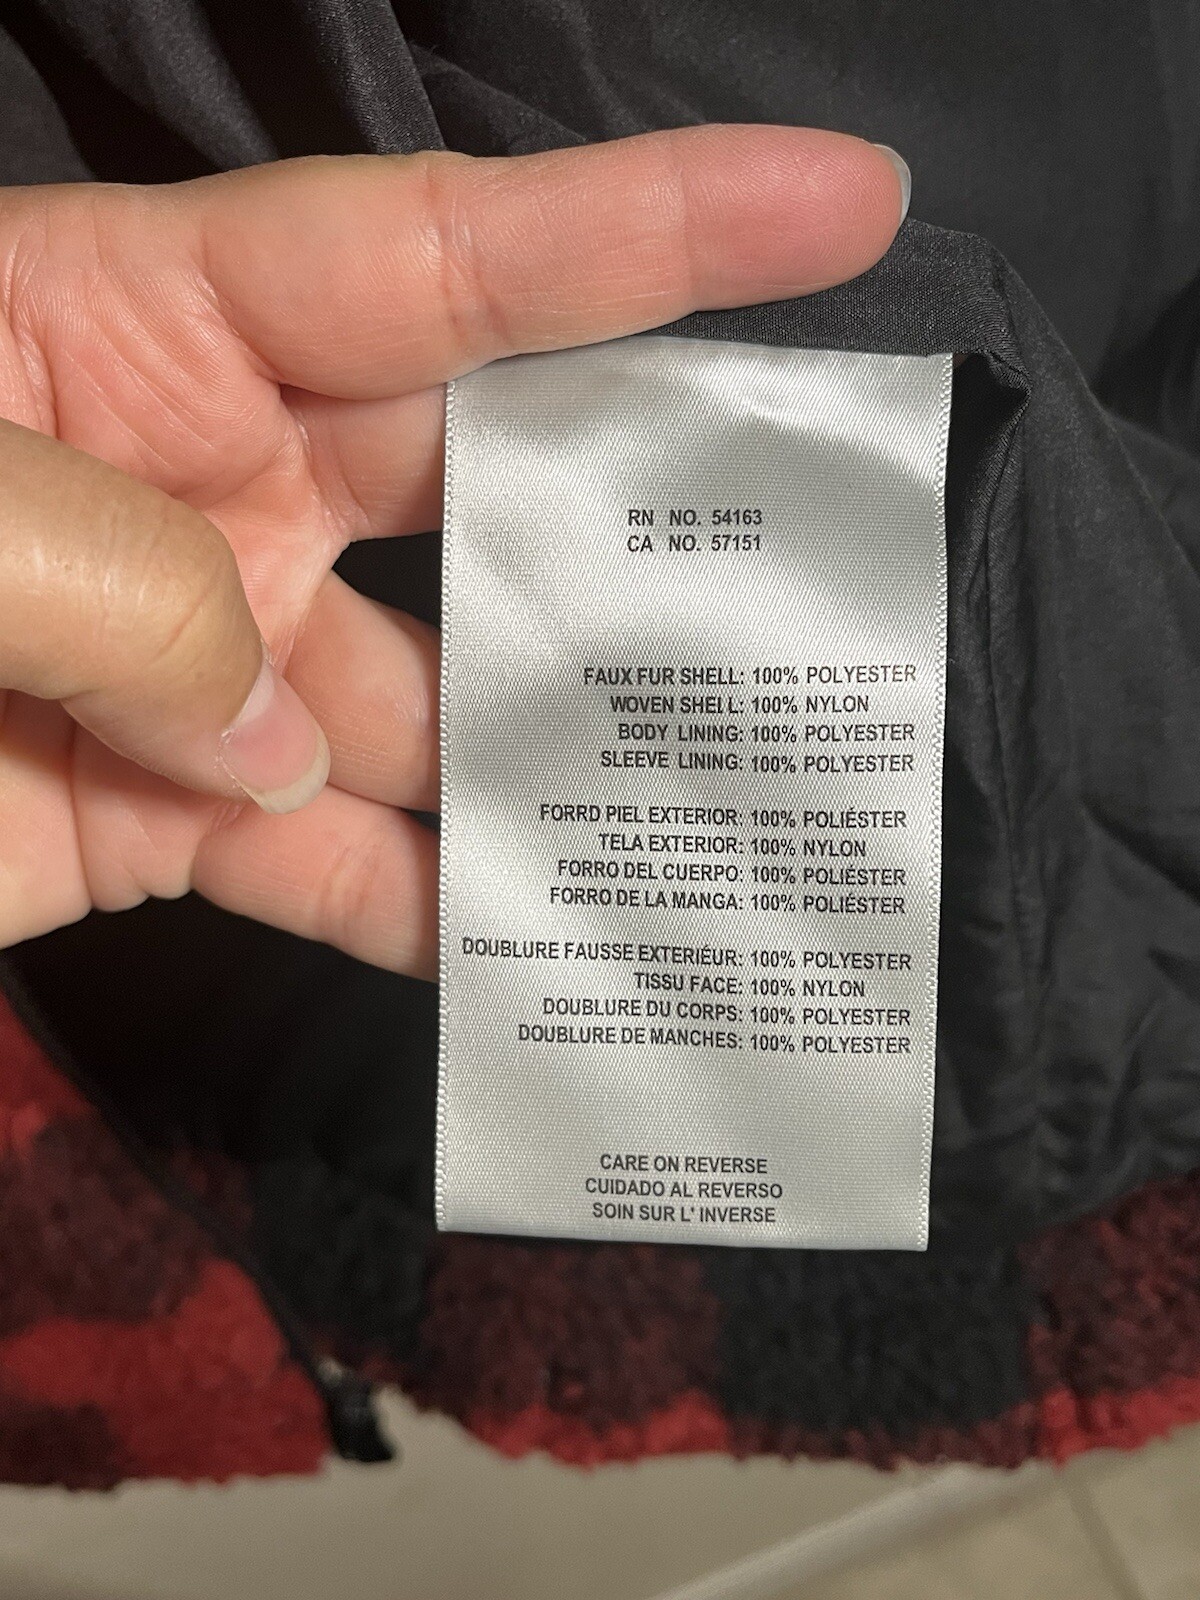 RN NO. 54163
CA NO. 57151
FAUX FUR SHELL: 100% POLYESTER
WOVEN SHELL: 100% NYLON
BODY LINING: 100% POLYESTER
SLEEVE LINING: 100% POLYESTER
FORRD PIEL EXTERIOR: 100% POLIÉSTER
TELA EXTERIOR: 100% NYLON
FORRO DEL CUERPO: 100% POLIÉSTER
FORRO DE LA MANGA: 100% POLIÉSTER
DOUBLURE FAUSSE EXTERIÉUR: 100% POLYESTER
TISSU FACE: 100% NYLON
DOUBLURE DU CORPS: 100% POLYESTER
DOUBLURE DE MANCHES: 100% POLYESTER
CARE ON REVERSE
CUIDADO AL REVERSO
SOIN SUR L' INVERSE